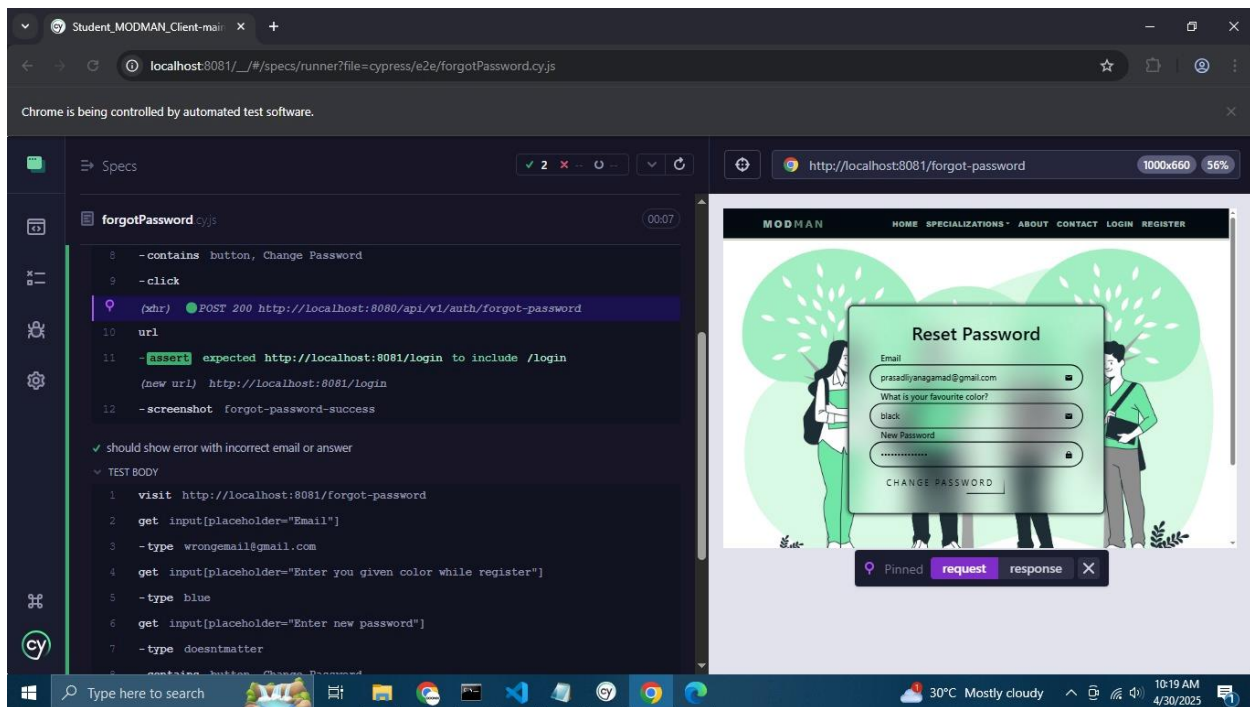 Student_MODMAN_Client-main
localhost:8081/__/#/specs/runner?file=cypress/e2e/forgotPassword.cy.js
Chrome is being controlled by automated test software.
Specs
2 -- --
forgotPassword.cy.js
00:07
8 -contains button, Change Password
9 -click
(xhr) POST 200 http://localhost:8080/api/v1/auth/forgot-password
10 url
11 -assert expected http://localhost:8081/login to include /login
(new url) http://localhost:8081/login
12 -screenshot forgot-password-success
should show error with incorrect email or answer
TEST BODY
1 visit http://localhost:8081/forgot-password
2 get input[placeholder="Email"]
3 -type wrongemail@gmail.com
4 get input[placeholder="Enter you given color while register"]
5 -type blue
6 get input[placeholder="Enter new password"]
7 -type doesntmatter
8 -contains button, Change Password
cy
http://localhost:8081/forgot-password
1000x660 56%
MODMAN
HOME SPECIALIZATIONS ABOUT CONTACT LOGIN REGISTER
Reset Password
Email
prasadliyanagamad@gmail.com
What is your favourite color?
black
New Password
CHANGE PASSWORD
Pinned request response
Type here to search
30°C Mostly cloudy
10:19 AM
4/30/2025